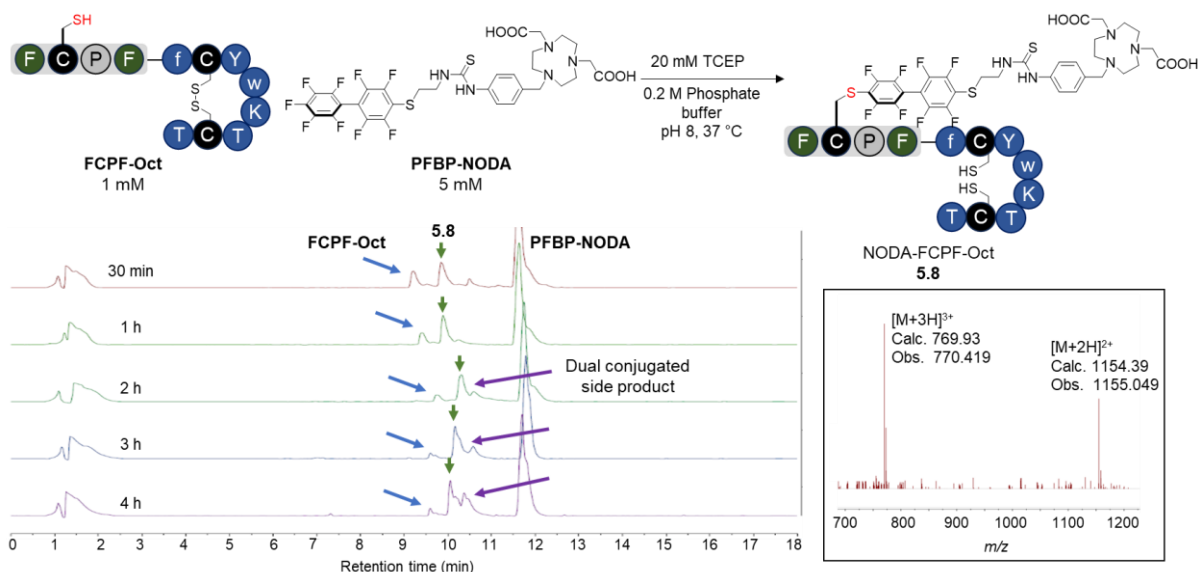 SH
F C P F f C Y w K T C T
S S
FCPF-Oct
1 mM
F F F F F F F F F
S
H N
S
HN
HOOC
N N N
COOH
PFBP-NODA
5 mM
20 mM TCEP
0.2 M Phosphate
buffer
pH 8, 37 °C
HOOC
S
H N
HN
N N N
COOH
F F F F
S
F F F F
S
F C P F f C Y w K T C T
HS
HS
NODA-FCPF-Oct
5.8
FCPF-Oct
5.8
PFBP-NODA
30 min
1 h
2 h
Dual conjugated
side product
3 h
4 h
0 1 2 3 4 5 6 7 8 9 10 11 12 13 14 15 16 17 18
Retention time (min)
[M+3H]3+
Calc. 769.93
Obs. 770.419
[M+2H]2+
Calc. 1154.39
Obs. 1155.049
700 800 900 1000 1100 1200
m/z